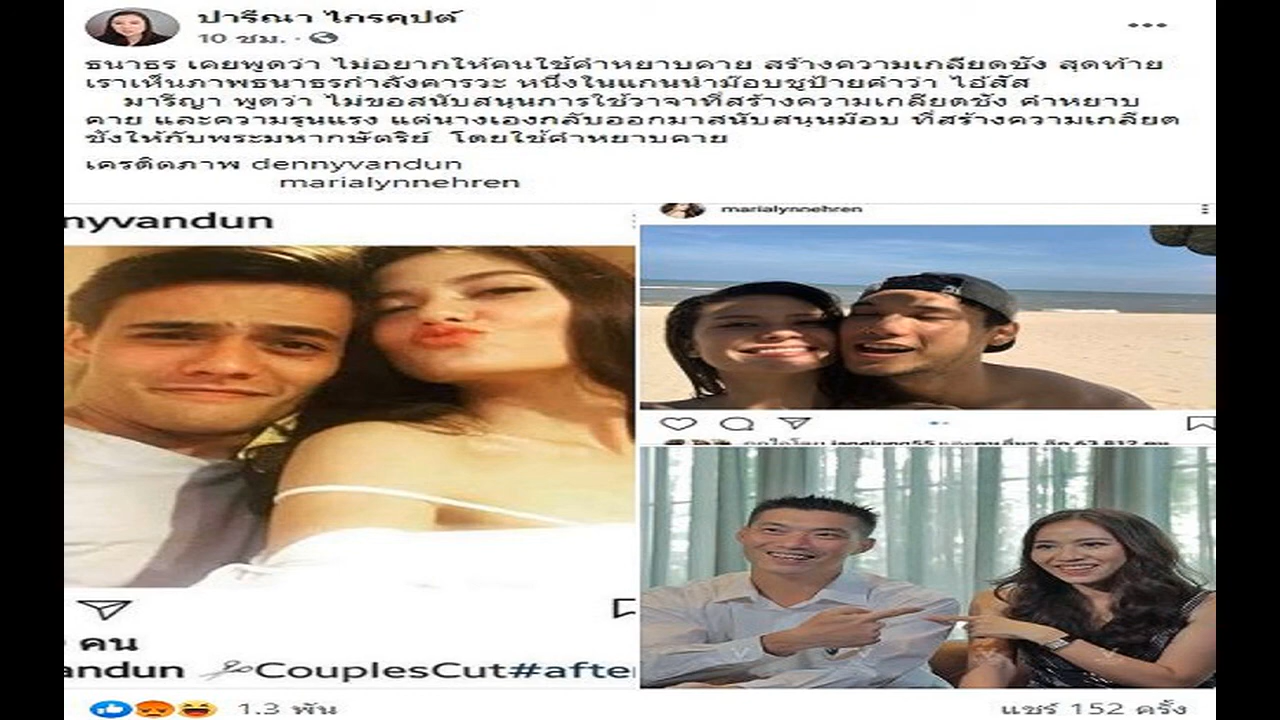 ปารีณา ไกรคุปต์
10 ชม. ·
ธนาธร เคยพูดว่า ไม่อยากให้คนใช้คำหยาบคาย สร้างความเกลียดชัง สุดท้าย
เราเห็นภาพธนาธรกำลังคารวะ หนึ่งในแกนนำม๊อบชูป้ายคำว่า ไอ้สัส
มารีญา พูดว่า ไม่ขอสนับสนุนการใช้วาจาที่สร้างความเกลียดชัง คำหยาบ
คาย และความรุนแรง แต่นางเองกลับออกมาสนับสนุนม๊อบ ที่สร้างความเกลียด
ชังให้กับพระมหากษัตริย์ โดยใช้คำหยาบคาย
เครดิตภาพ dennyvandun
marialynnehren
nyvandun
marialynnehren
คน
andun CouplesCut#afte
1.3 พัน
แชร์ 152 ครั้ง